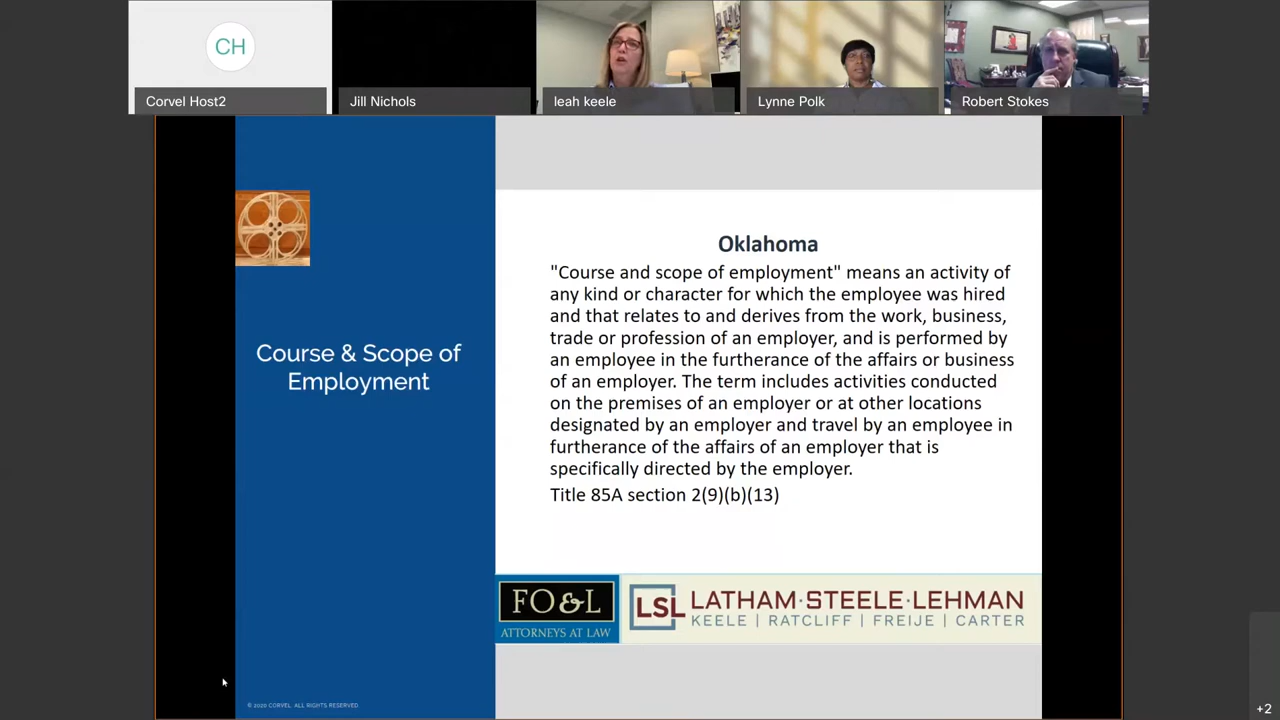 CH
Corvel Host2
Jill Nichols
leah keele
Lynne Polk
Robert Stokes
Course & Scope of
Employment
Oklahoma
"Course and scope of employment" means an activity of
any kind or character for which the employee was hired
and that relates to and derives from the work, business,
trade or profession of an employer, and is performed by
an employee in the furtherance of the affairs or business
of an employer. The term includes activities conducted
on the premises of an employer or at other locations
designated by an employer and travel by an employee in
furtherance of the affairs of an employer that is
specifically directed by the employer.
Title 85A section 2(9)(b)(13)
FO&L
ATTORNEYS AT LAW
LSL
LATHAM·STEELE·LEHMAN
KEELE | RATCLIFF | FREIJE | CARTER
© 2020 CORVEL. ALL RIGHTS RESERVED.
+2